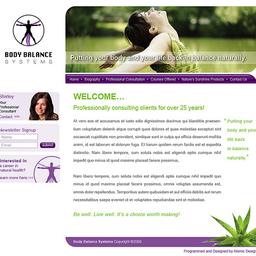 BODY BALANCE
SYSTEMS
Putting your body and your life back in balance naturally.
Home
Biography
Professional Consultation
Courses Offered
Nature's Sunshine Products
Contact Us
Shirley
Your
Professional
Consultant
Contact >>
Newsletter Signup
Name:
Email:
Interested in
a career in
natural health?
Learn more here >>
WELCOME...
Professionally consulting clients for over 25 years!
At vero eos et accusamus et iusto odio dignissimos ducimus qui blanditiis praesen-
tium voluptatum deleniti atque corrupti quos dolores et quas molestias excepturi sint
occaecati cupiditate non provident, similique sunt in culpa qui officia deserunt mollitia
animi, id est laborum et dolorum fuga. Et harum quidem rerum facilis est et expedita
distinctio. Nam libero tempore, cum soluta nobis est eligendi optio cumque nihil
impedit quo minus id quod maxime placeat facere possimus.
Nam libero tempore, cum soluta nobis est eligendi optio cumque nihil impedit quo
minus id quod maxime placeat facere possimus, omnis voluptas assumenda est,
omnis dolor repellendus. Temporibus autem quibusdam et aut officiis debitis aut rerum
necessitatibus saepe eveniet ut et voluptates repudiandae sint et molestiae.
Be well. Live well. It's a choice worth making!
" Putting your
body and your
life back
in balance
naturally. "
Body Balance Systems Copyright ©2005
Programmed and Designed by Atomic Design